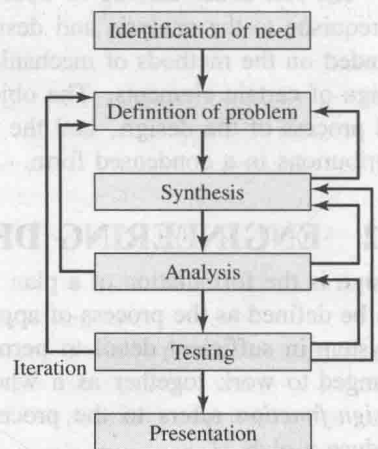 Identification of need
Definition of problem
Synthesis
Analysis
Testing
Iteration
Presentation